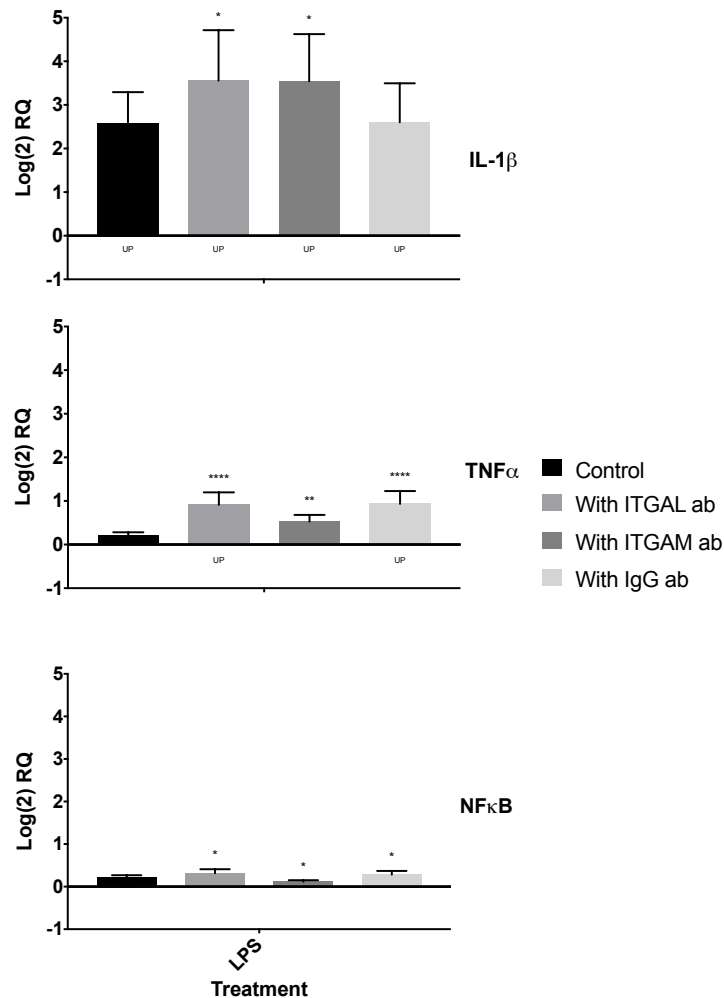 5
4
3
2
1
0
-1
Log(2) RQ
* *
UP UP UP UP
IL-1β
5
4
3
2
1
0
-1
Log(2) RQ
**** ** ****
UP UP
TNFα
Control
With ITGAL ab
With ITGAM ab
With IgG ab
5
4
3
2
1
0
-1
Log(2) RQ
* * *
NFκB
LPS
Treatment